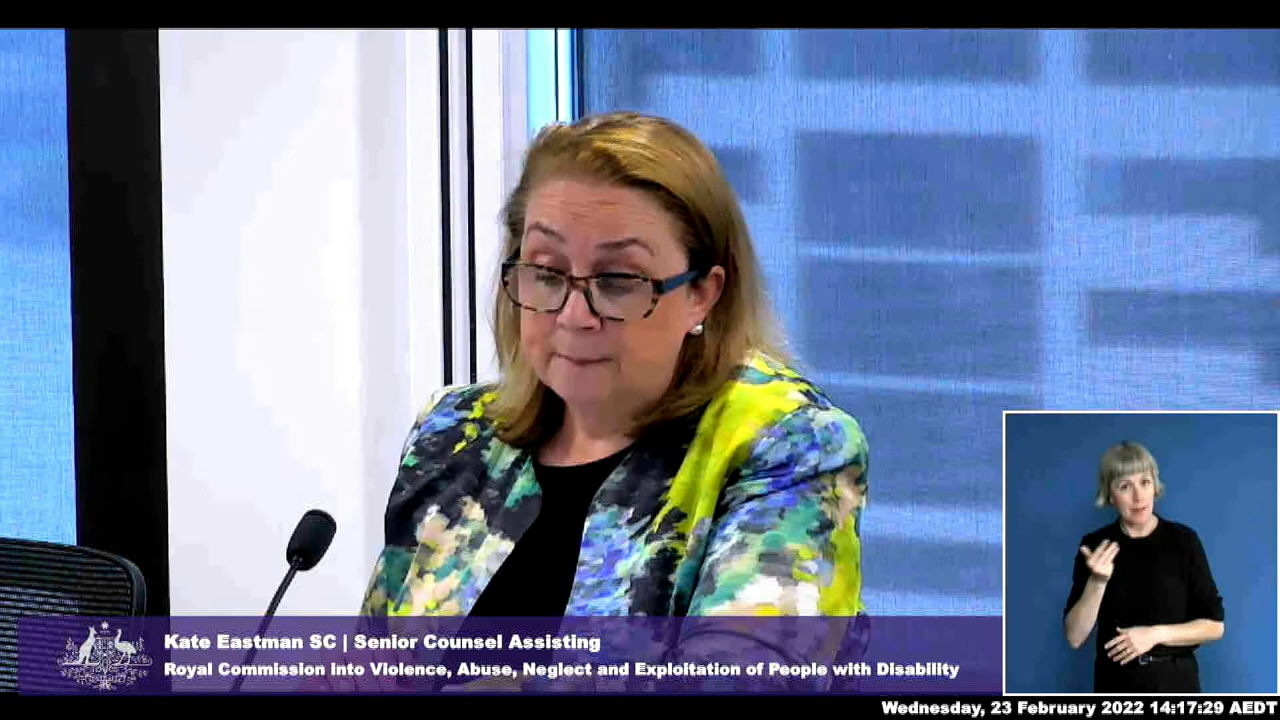 Kate Eastman SC | Senior Counsel Assisting
Royal Commission into Violence, Abuse, Neglect and Exploitation of People with Disability
Wednesday, 23 February 2022 14:17:29 AEDT